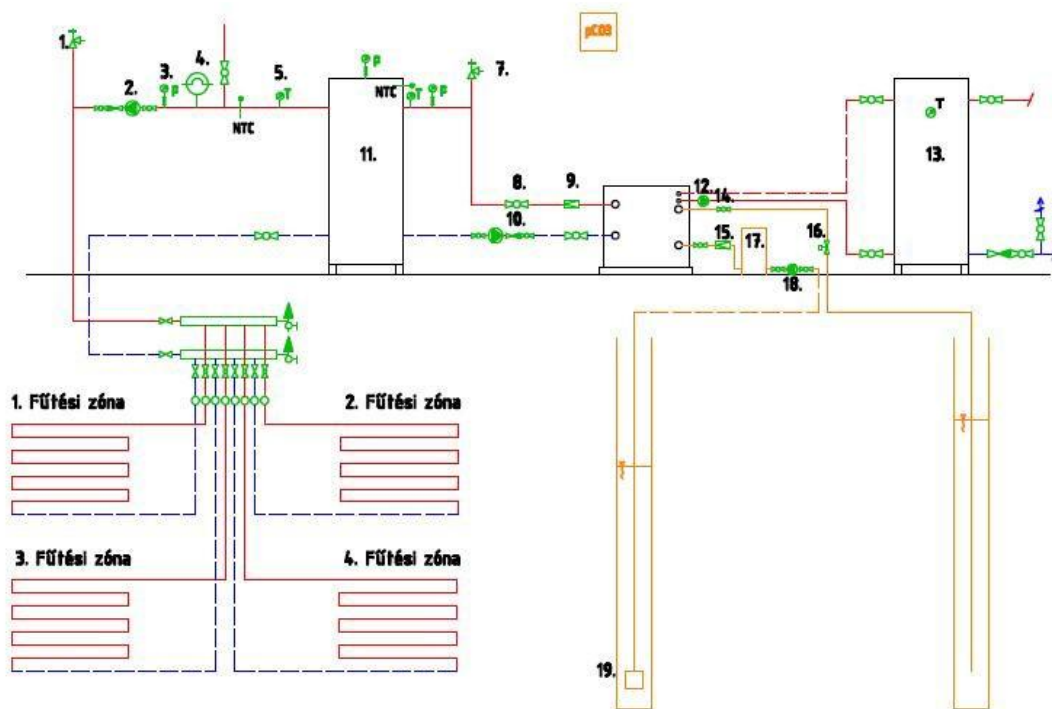 pCO3
1.
2.
3.
P
4.
5.
T
NTC
P
NTC
T
P
7.
11.
8.
9.
10.
12.
14.
15.
17.
16.
18.
T
13.
1. Fűtési zóna
2. Fűtési zóna
3. Fűtési zóna
4. Fűtési zóna
19.